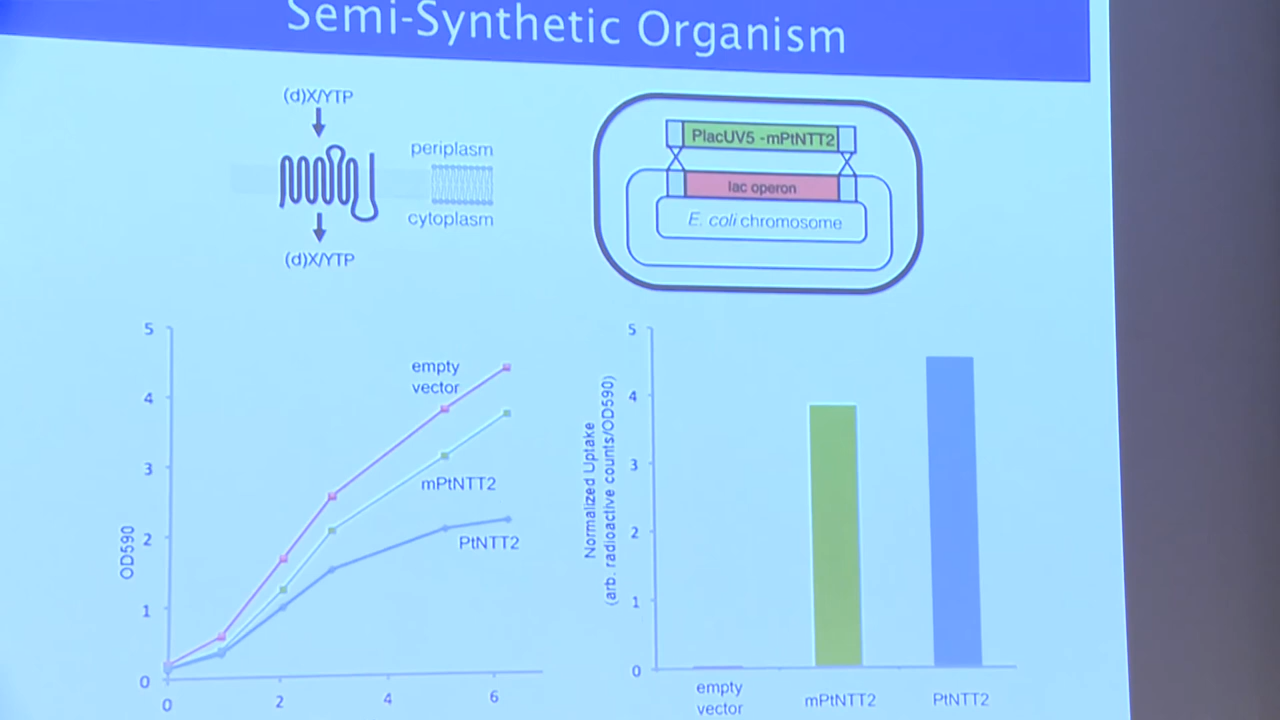 Semi-Synthetic Organism
(d)X/YTP
periplasm
cytoplasm
(d)X/YTP
PlacUV5 -mPtNTT2
lac operon
E. coli chromosome
5
4
3
2
1
0
OD590
empty
vector
mPtNTT2
PtNTT2
0
2
4
6
5
4
3
2
1
0
Normalized Uptake
(arb. radioactive counts/OD590)
empty
vector
mPtNTT2
PtNTT2